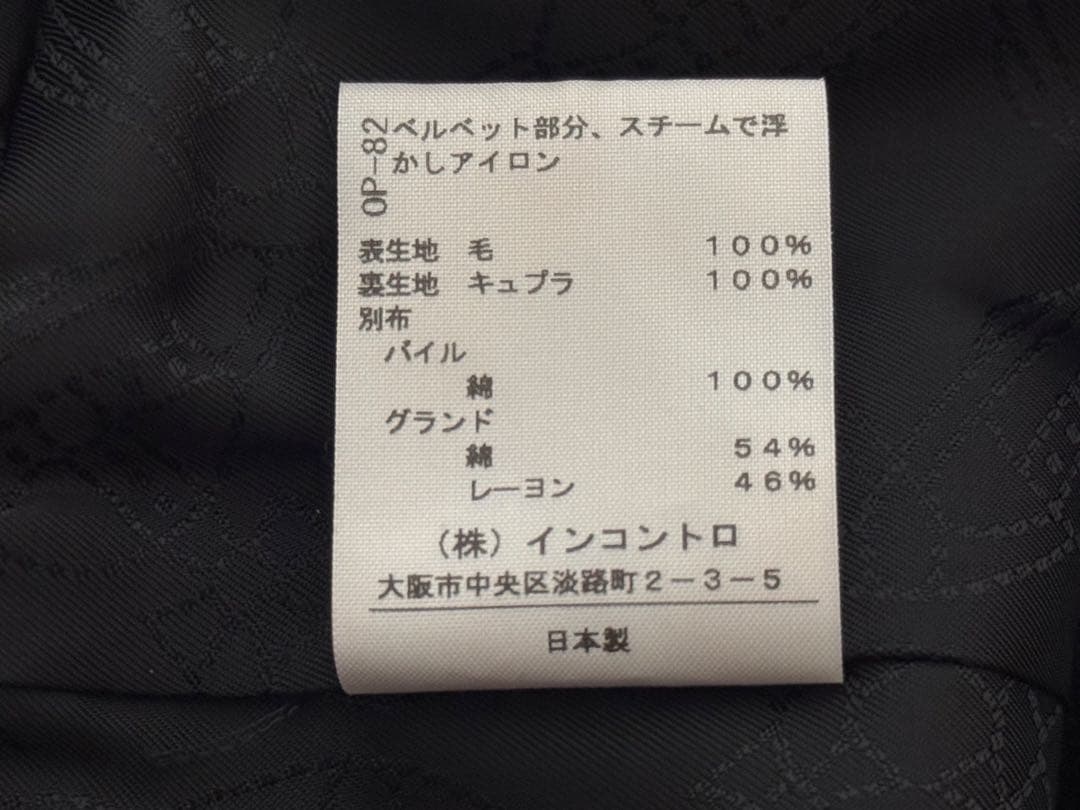 OP-82
ベルベット部分、スチームで浮
かしアイロン
表生地 毛 100%
裏生地 キュプラ 100%
別布
パイル
綿 100%
グランド
綿 54%
レーヨン 46%
(株)インコントロ
大阪市中央区淡路町2-3-5
日本製